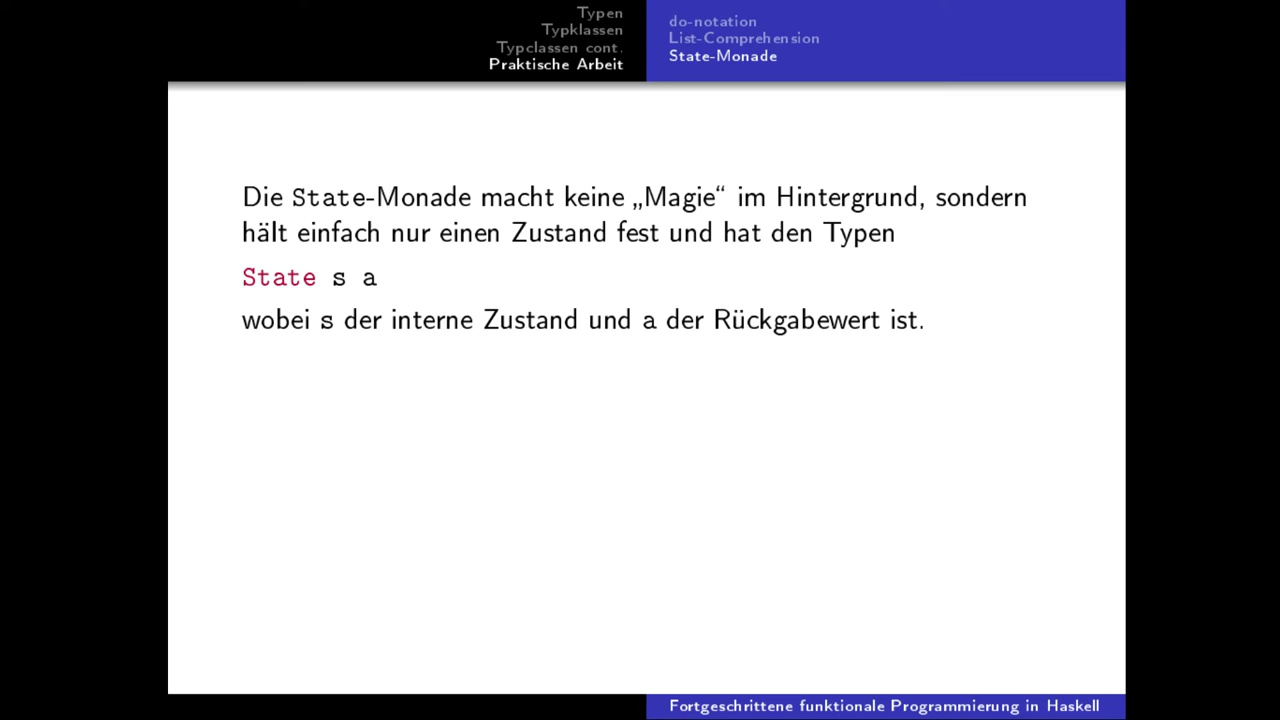 Typen
Typklassen
Typclassen cont.
Praktische Arbeit
do-notation
List-Comprehension
State-Monade
Die State-Monade macht keine „Magie“ im Hintergrund, sondern
hält einfach nur einen Zustand fest und hat den Typen
State s a
wobei s der interne Zustand und a der Rückgabewert ist.
Fortgeschrittene funktionale Programmierung in Haskell